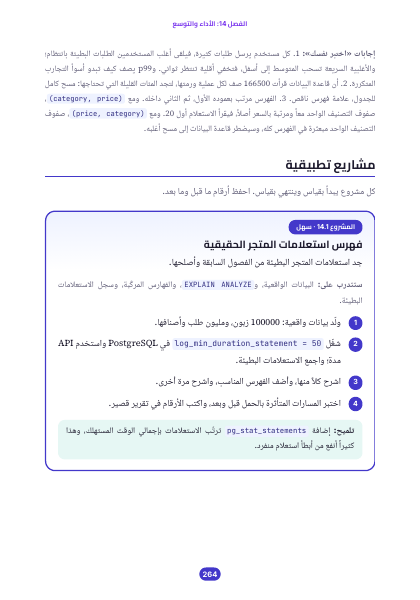 الفصل 14: الأداء والتوسع
إجابات «اختبر نفسك»: 1. كل مستخدم يرسل طلبات كثيرة، فيلقى أغلب المستخدمين الطلبات البطيئة بانتظام؛
والأغلبية السريعة تسحب المتوسط إلى أسفل، فتخفي أقلية تنتظر ثواني. وp99 يصف كيف تبدو أسوأ التجارب
المتكررة. 2. أن قاعدة البيانات قرأت 166500 صف لكل عملية ورمتها، لتجد المئات القليلة التي تحتاجها: مسح كامل
للجدول، علامة فهرس ناقص. 3. الفهرس مرتب بعموده الأول، ثم الثاني داخله. ومع (category, price)،
صفوف التصنيف الواحد معاً ومرتبة بالسعر أصلاً، فيقرأ الاستعلام أول 20. ومع (price, category)، صفوف
التصنيف الواحد مبعثرة في الفهرس كله، وسيضطر قاعدة البيانات إلى مسح أغلبه.
مشاريع تطبيقية
كل مشروع يبدأ بقياس وينتهي بقياس. احفظ أرقام ما قبل وما بعد.
المشروع 14.1 · سهل
فهرس استعلامات المتجر الحقيقية
جد استعلامات المتجر البطيئة من الفصول السابقة وأصلحها.
ستتدرب على: البيانات الواقعية، وEXPLAIN ANALYZE، والفهارس المركّبة، وسجل الاستعلامات
البطيئة.
1 ولّد بيانات واقعية: 100000 زبون، ومليون طلب وأصنافها.
2 شغّل log_min_duration_statement = 50 في PostgreSQL واستخدم API
مدة؛ واجمع الاستعلامات البطيئة.
3 اشرح كلاً منها، وأضف الفهرس المناسب، واشرح مرة أخرى.
4 اختبر المسارات المتأثرة بالحمل قبل وبعد، واكتب الأرقام في تقرير قصير.
تلميح: إضافة pg_stat_statements ترتّب الاستعلامات بإجمالي الوقت المستهلك، وهذا
كثيراً أنفع من أبطأ استعلام منفرد.
264